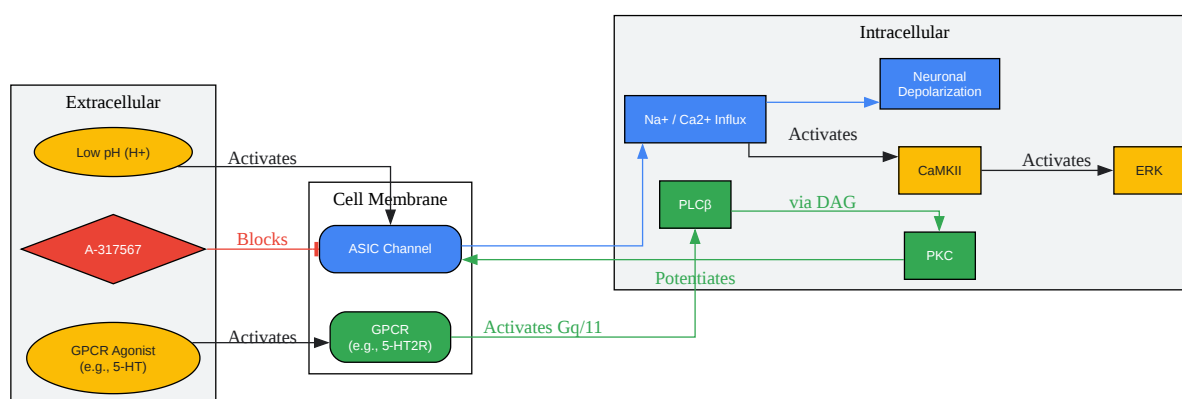 Intracellular
Neuronal
Depolarization
Extracellular
Na+ / Ca2+ Influx
Activates
Low pH (H+)
Activates
CaMKII
Activates
ERK
Cell Membrane
PLCβ
via DAG
A-317567
Blocks
ASIC Channel
PKC
Potentiates
GPCR Agonist
(e.g., 5-HT)
Activates
GPCR
(e.g., 5-HT2R)
Activates Gq/11